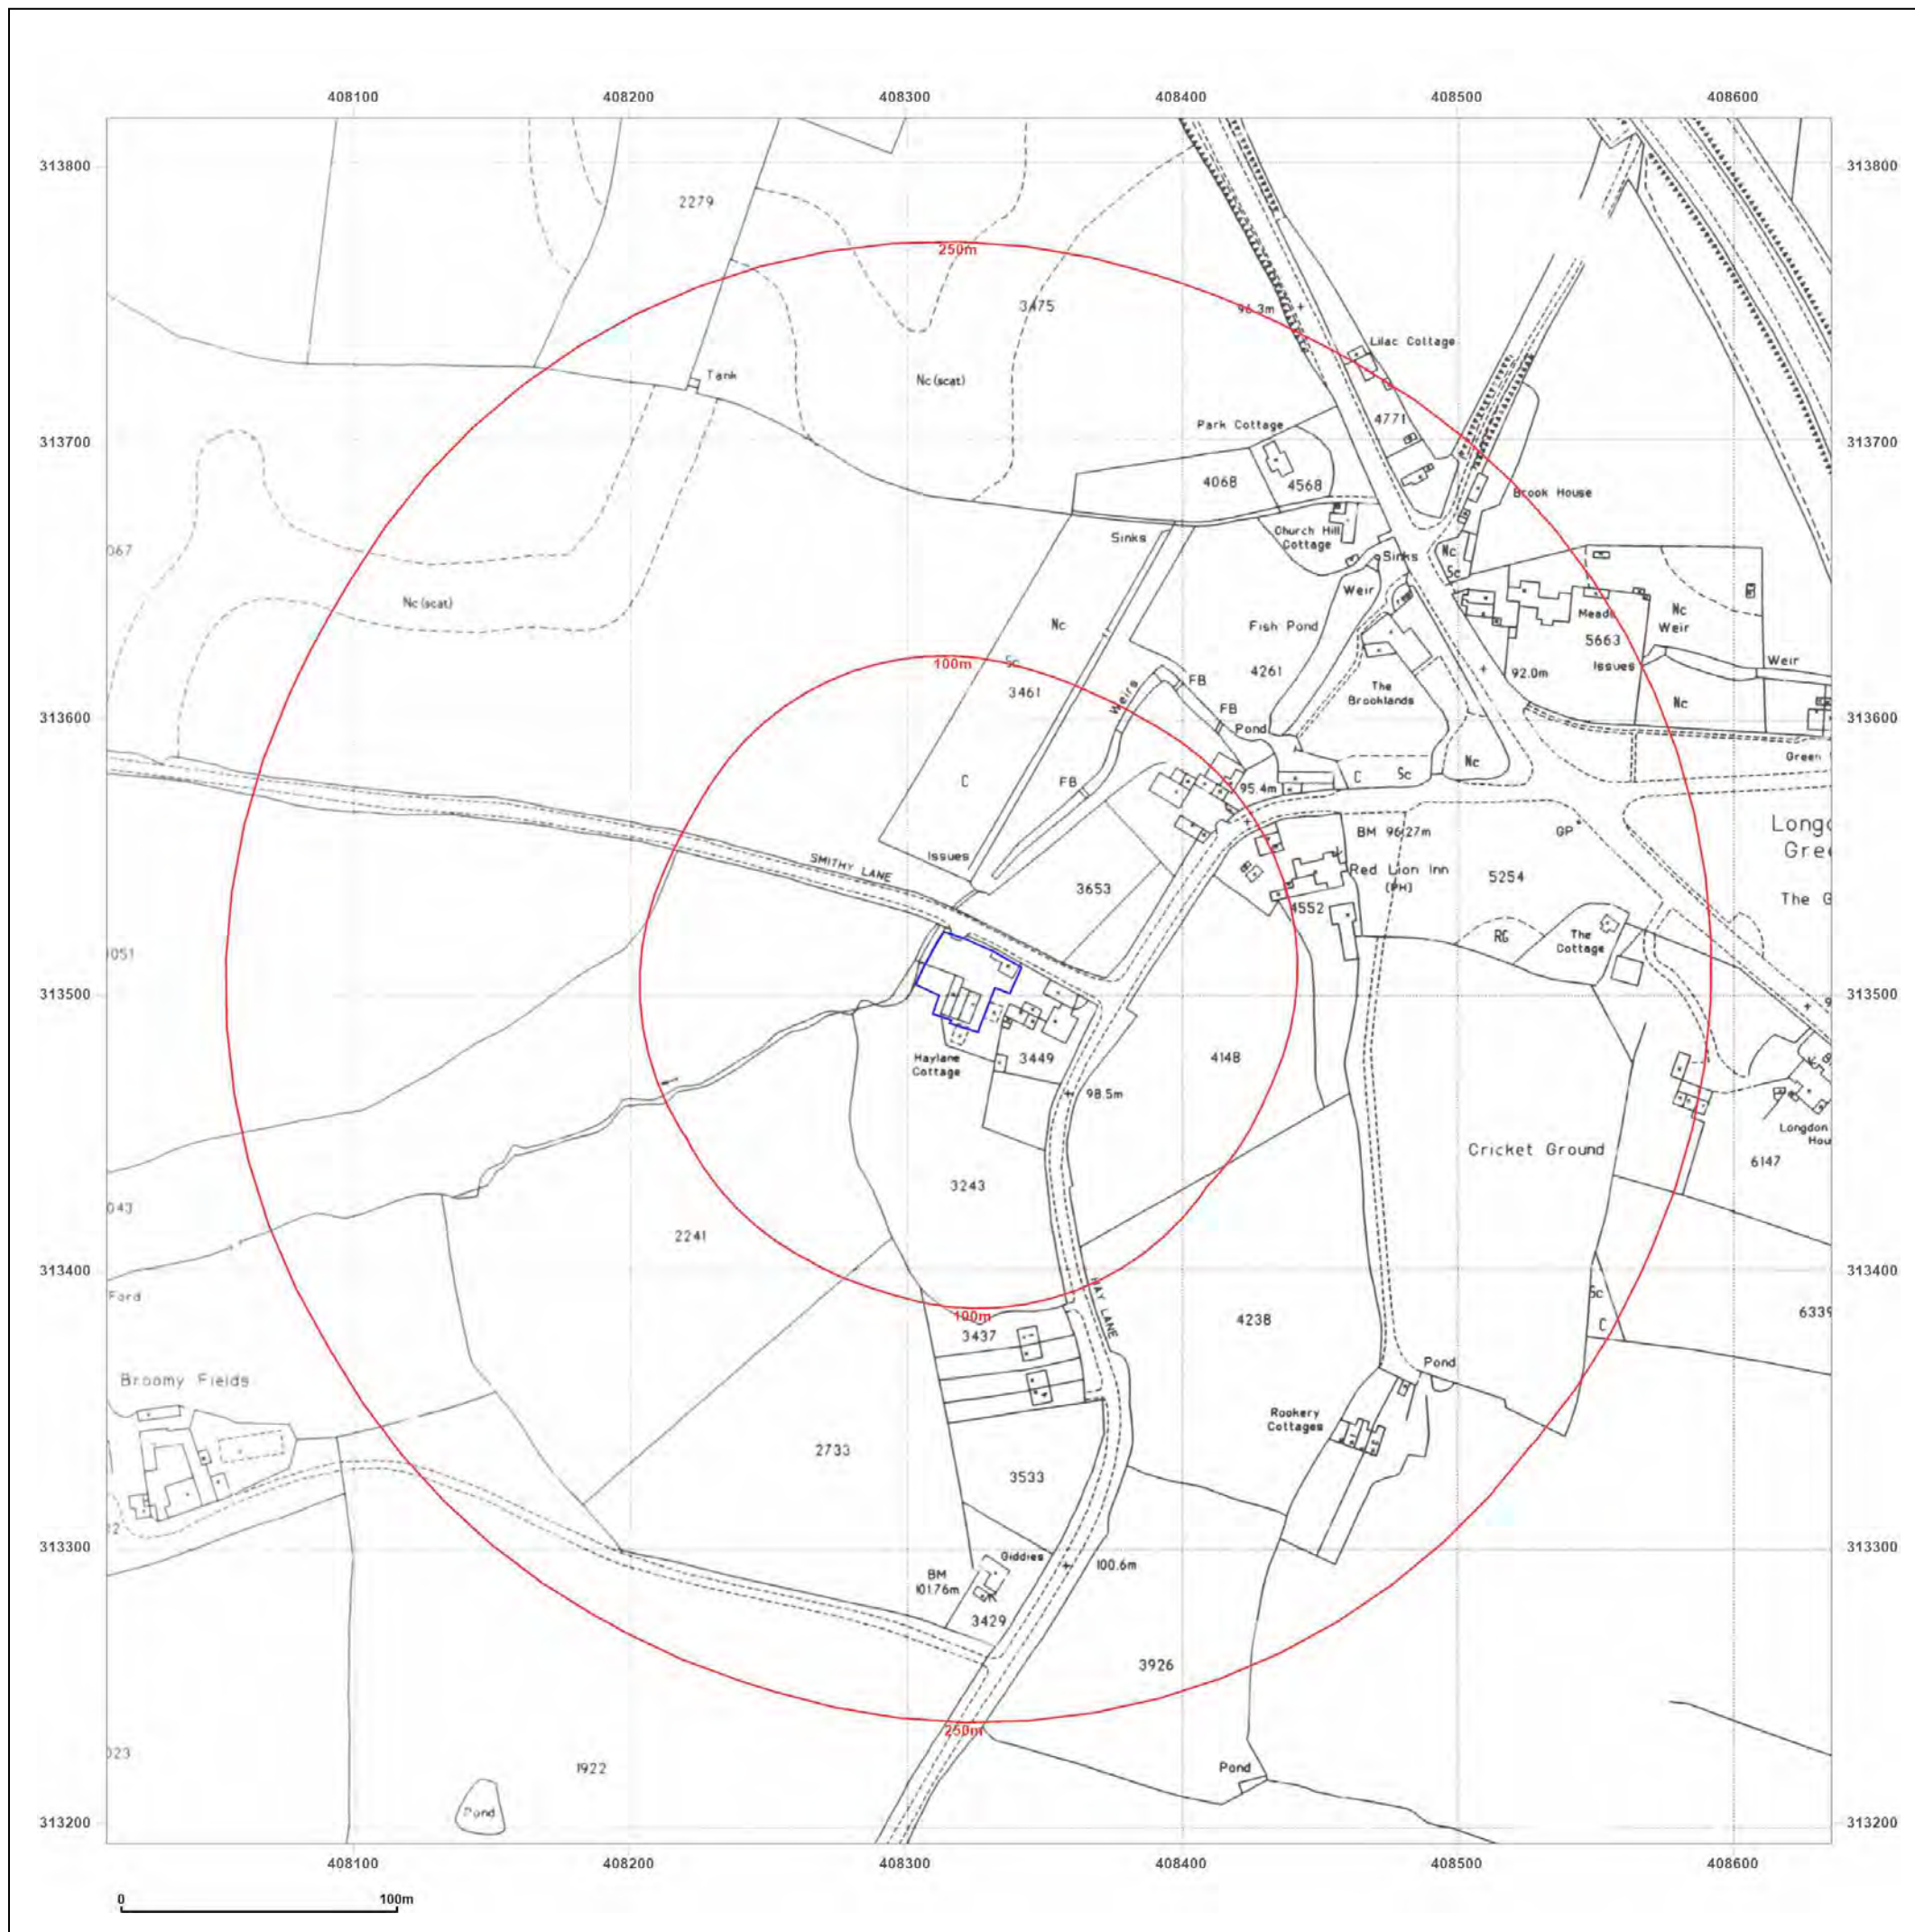 408100 408200 408300 408400 408500 408600
313800 313800
2279
250m
3475
96.3m
Lilac Cottage
Tank
Nc (scat)
4771
Park Cottage
313700 313700
4068
4568
Brook House
Church Hill
Cottage
Sinks
Sinks
067
Nc
Sc
Weir
Nc (scat)
Nc
Fish Pond
Nc
Weir
5663
Issues
Weir
100m
Sc
4261
92.0m
3461
FB
The
Brooklands
Weirs
Nc
313600 313600
FB
Pond
Green
Nc
C
FB
C
Sc
95.4m
BM 96.27m
GP
Longd
Gree
SMITHY LANE
Issues
Red Lion Inn
(PH)
3653
5254
The G
4552
RG
The
Cottage
051
313500 313500
Haylane
Cottage
3449
4148
98.5m
Longdon
Hou
Cricket Ground
6147
3243
043
2241
313400 313400
Ford
HAY LANE
Sc
C
100m
3437
4238
6339
Pond
Broomy Fields
Rookery
Cottages
2733
3533
313300 313300
Giddies
BM
101.76m
100.6m
3429
3926
250m
023
1922
Pond
Pond
313200 313200
408100 408200 408300 408400 408500 408600
0 100m